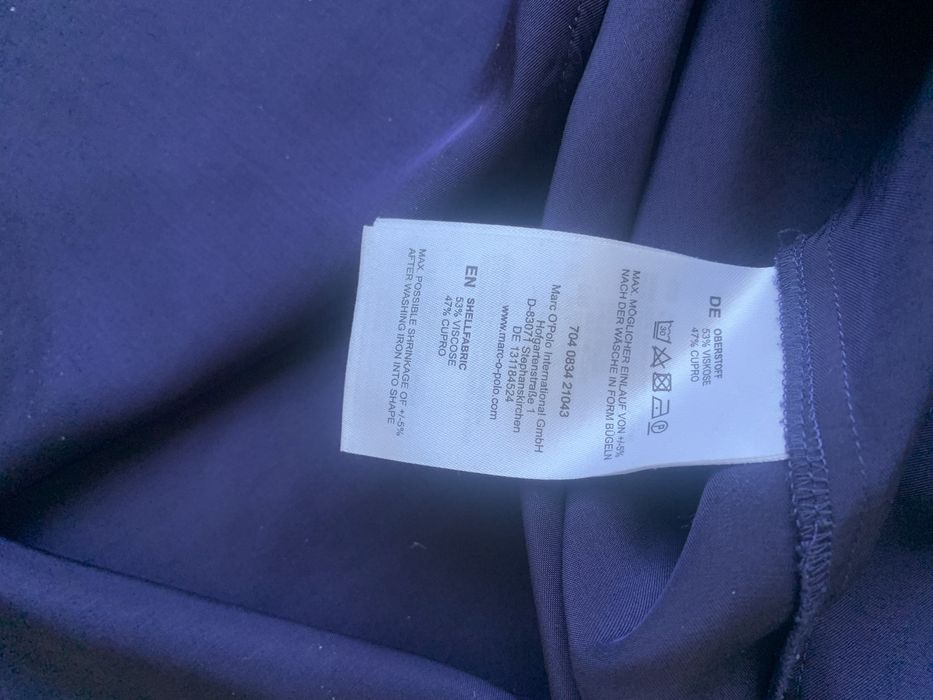 DE OBERSTOFF
53% VISKOSE
47% CUPRO
30
P
MAX. MÖGLICHER EINLAUF VON +/-5%
NACH DER WÄSCHE IN FORM BÜGELN
704 0834 21043
Marc O'Polo International GmbH
Hofgartenstraße 1
D-83071 Stephanskirchen
DE 131184524
www.marc-o-polo.com
EN SHELLFABRIC
53% VISCOSE
47% CUPRO
MAX. POSSIBLE SHRINKAGE OF +/-5%
AFTER WASHING IRON INTO SHAPE